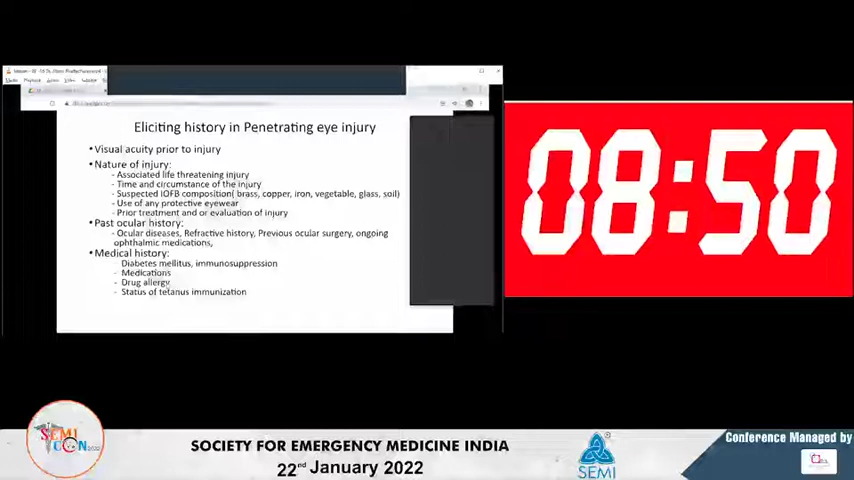 Eliciting history in Penetrating eye injury
•Visual acuity prior to injury
•Nature of injury:
- Associated life threatening injury
- Time and circumstance of the injury
- Suspected IOFB composition( brass, copper, iron, vegetable, glass, soil)
- Use of any protective eyewear
- Prior treatment and or evaluation of injury
•Past ocular history:
- Ocular diseases, Refractive history, Previous ocular surgery, ongoing
ophthalmic medications,
•Medical history:
Diabetes mellitus, immunosuppression
- Medications
- Drug allergy
- Status of tetanus immunization
08:50
SEMI
CON
SOCIETY FOR EMERGENCY MEDICINE INDIA
22nd January 2022
SEMI
Conference Managed by